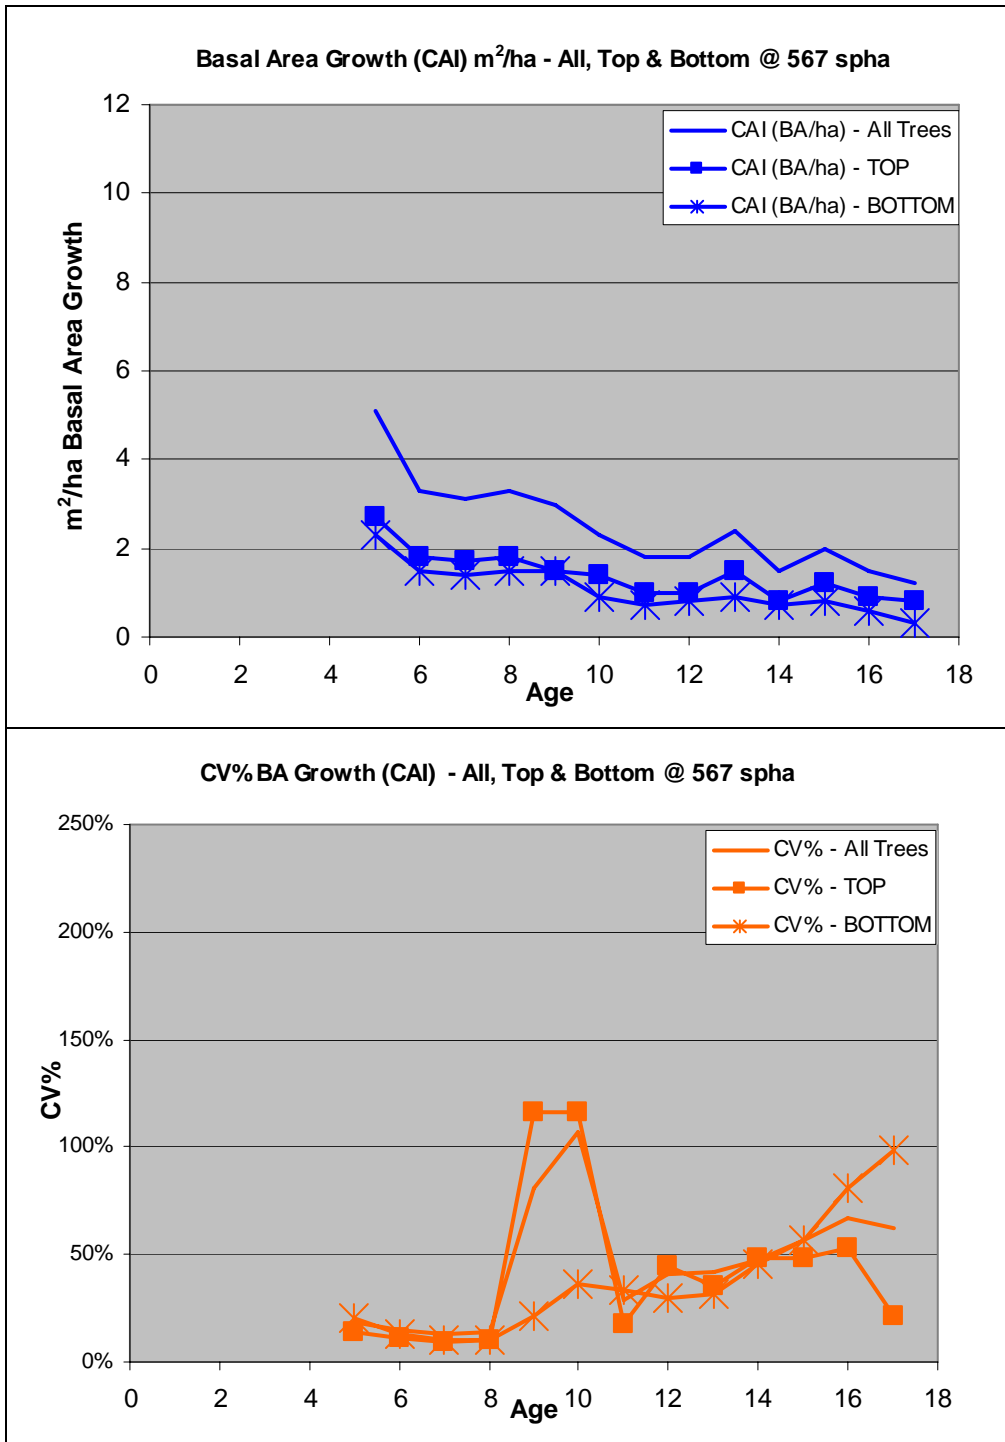 Basal Area Growth (CAI) m²/ha - All, Top & Bottom @ 567 spha
12
10
8
6
4
2
0
m²/ha Basal Area Growth
CAI (BA/ha) - All Trees
CAI (BA/ha) - TOP
CAI (BA/ha) - BOTTOM
0 2 4 6 8 10 12 14 16 18
Age
CV% BA Growth (CAI) - All, Top & Bottom @ 567 spha
250%
200%
150%
100%
50%
0%
CV%
CV% - All Trees
CV% - TOP
CV% - BOTTOM
0 2 4 6 8 10 12 14 16 18
Age